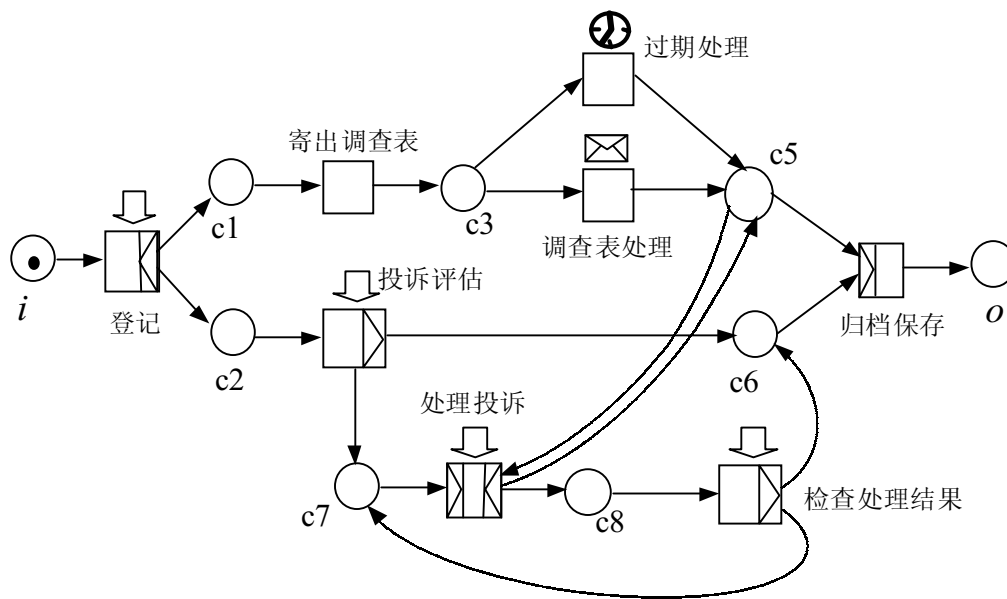 过期处理
寄出调查表
c5
c1
c3
调查表处理
i
登记
投诉评估
归档保存
o
c2
c6
处理投诉
c7
c8
检查处理结果